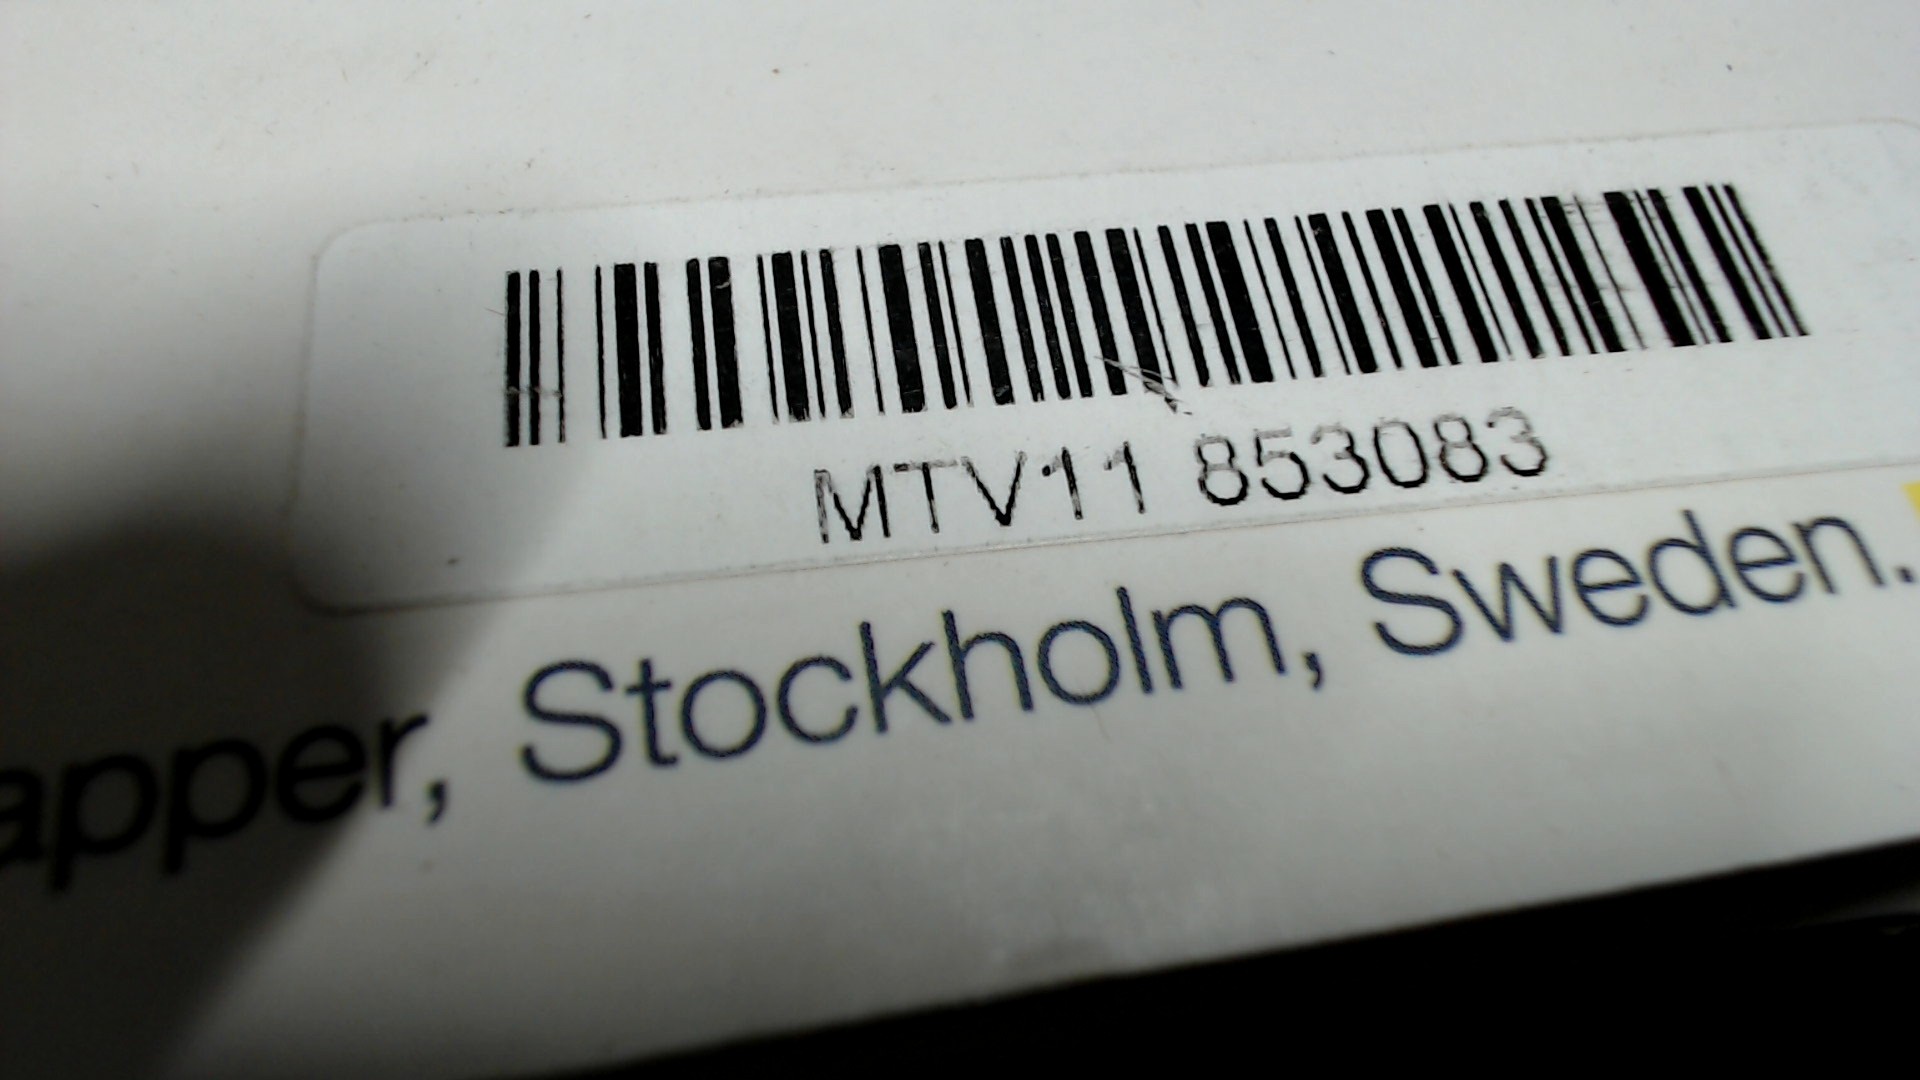 MTV11 853083
apper, Stockholm, Sweden.